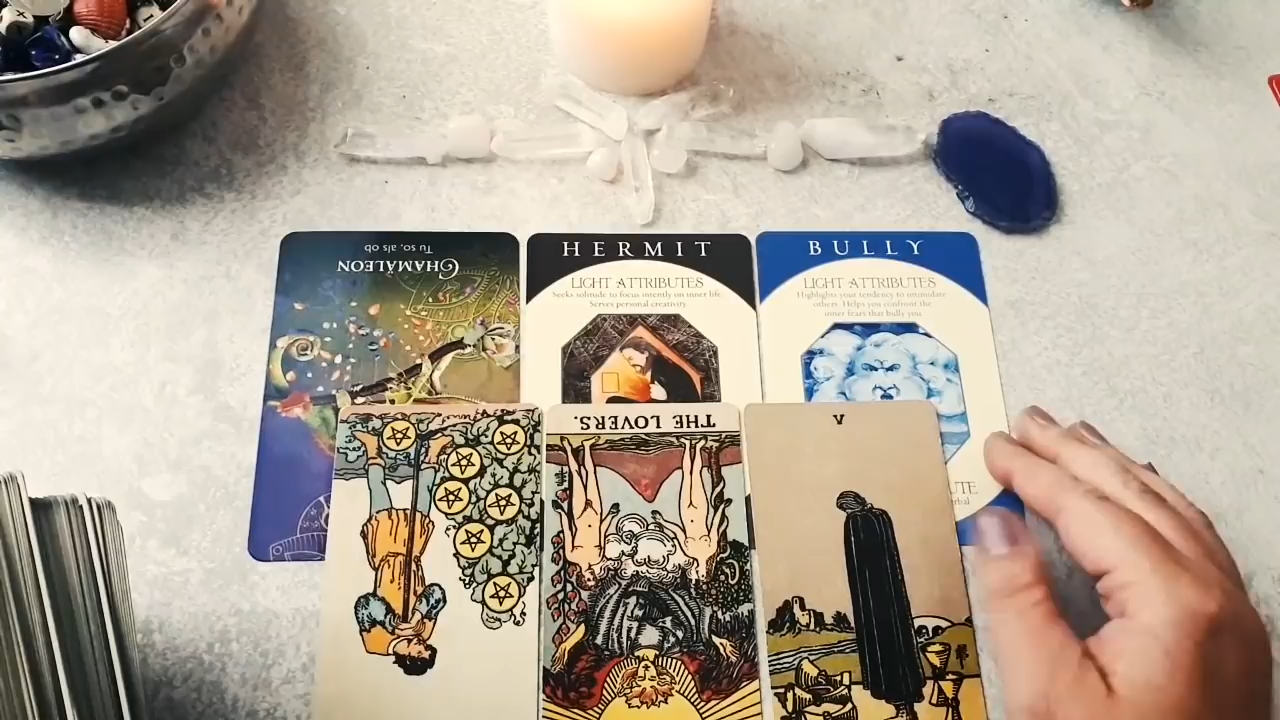 CHAMÄLEON
Tu so, als ob
HERMIT
LIGHT ATTRIBUTES
Seeks solitude to focus intently on inner life.
Serves personal creativity.
BULLY
LIGHT ATTRIBUTES
Highlights your tendency to intimidate
others. Helps you confront the
inner fears that bully you.
UTE
rbal
THE LOVERS.
V